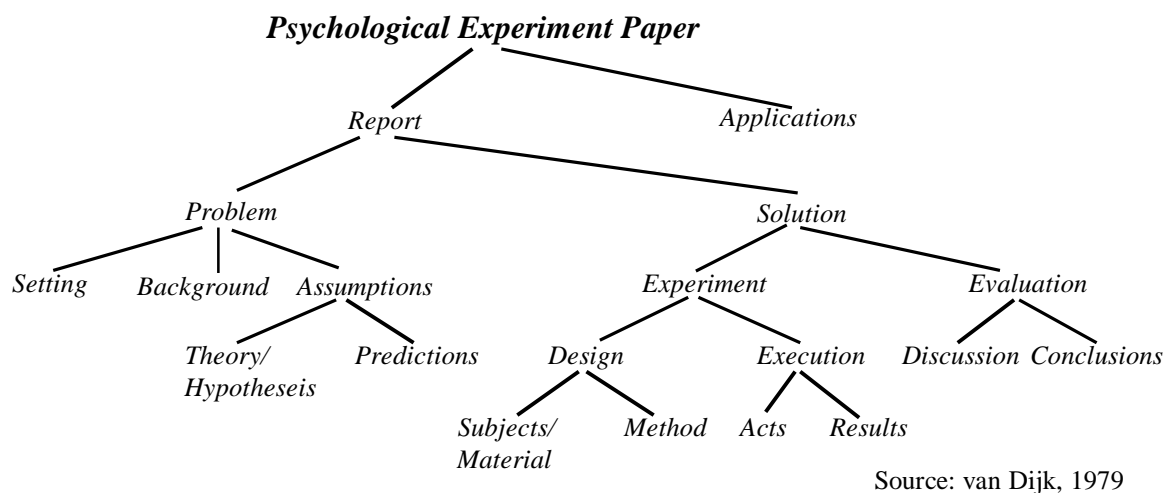 Psychological Experiment Paper
Report
Applications
Problem
Solution
Setting
Background
Assumptions
Experiment
Evaluation
Theory/
Hypotheseis
Predictions
Design
Execution
Discussion
Conclusions
Subjects/
Material
Method
Acts
Results
Source: van Dijk, 1979